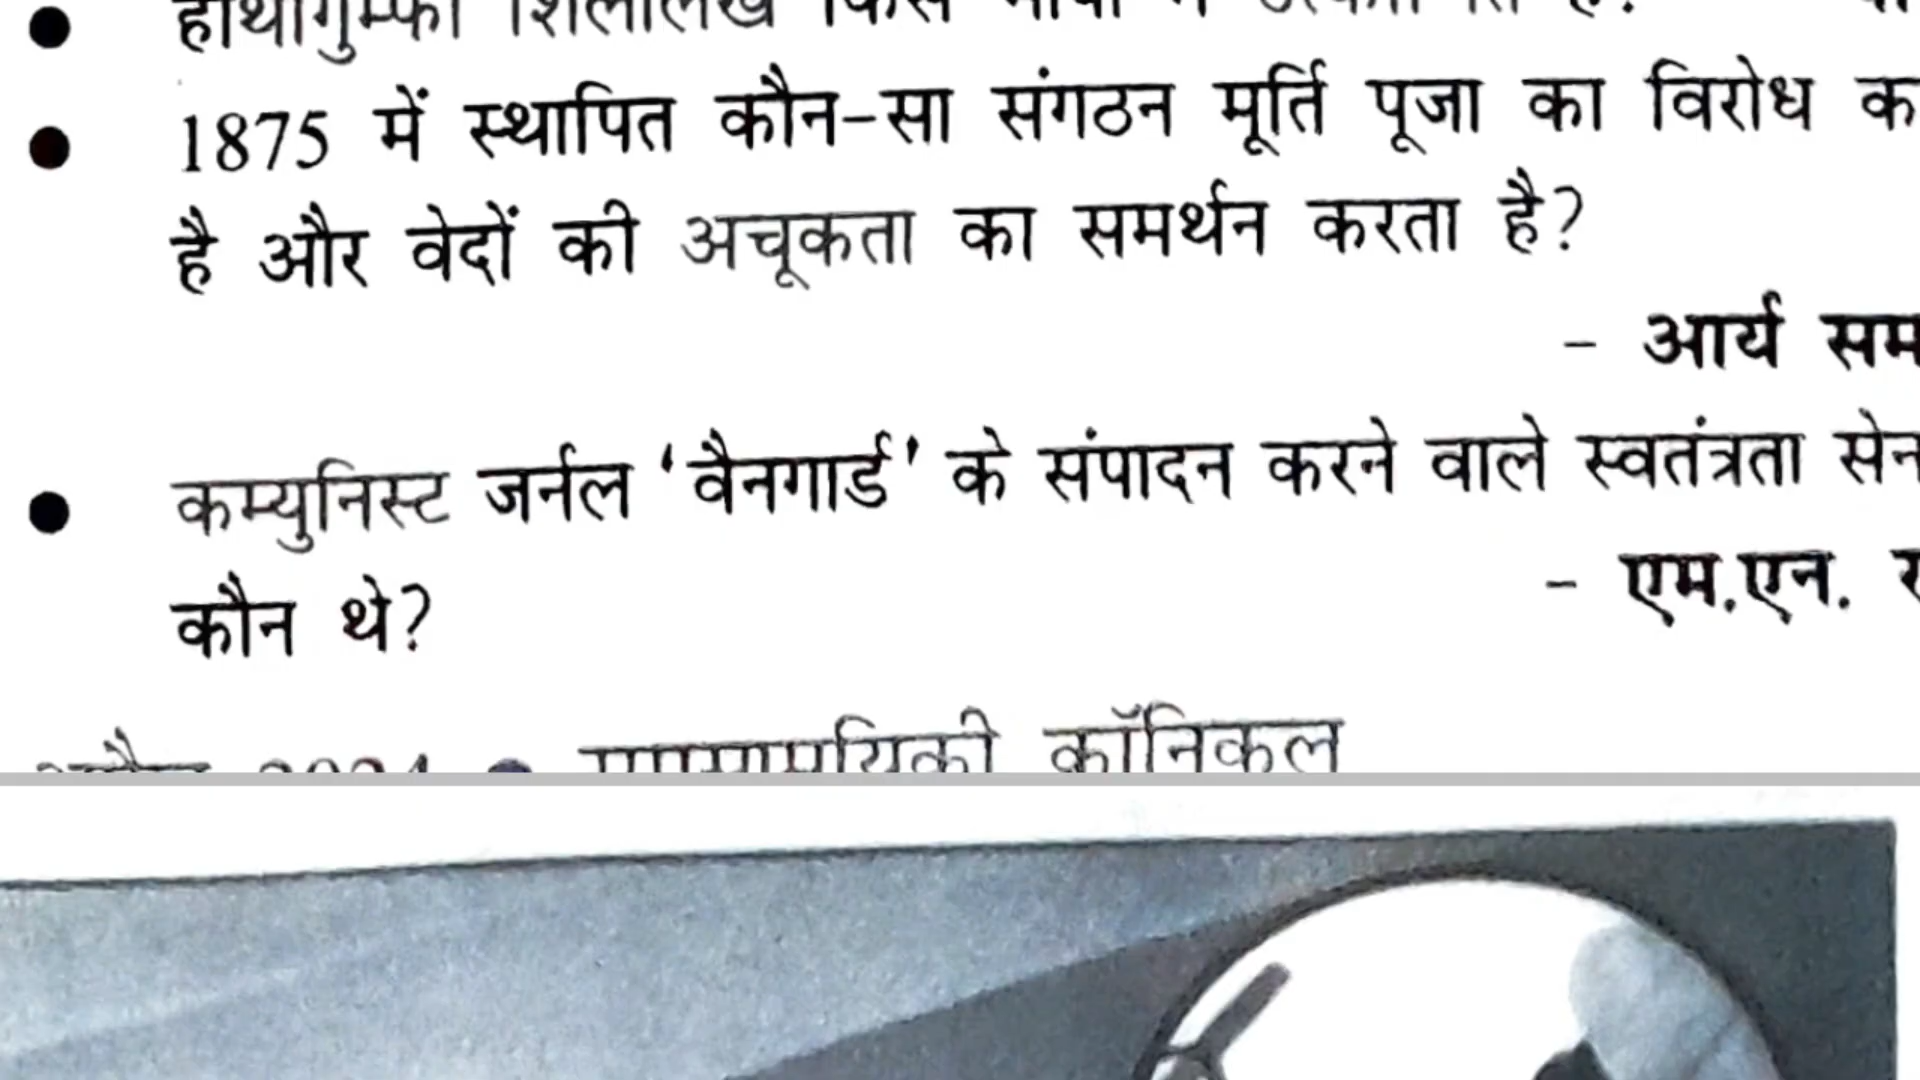 ● हाथीगुम्फा शिलालेख किस भाषा में है?
● 1875 में स्थापित कौन-सा संगठन मूर्ति पूजा का विरोध क
है और वेदों की अचूकता का समर्थन करता है?
- आर्य सम
● कम्युनिस्ट जर्नल 'वैनगार्ड' के संपादन करने वाले स्वतंत्रता सेन
कौन थे?
- एम.एन. र
2024 ● क्रॉनिकल